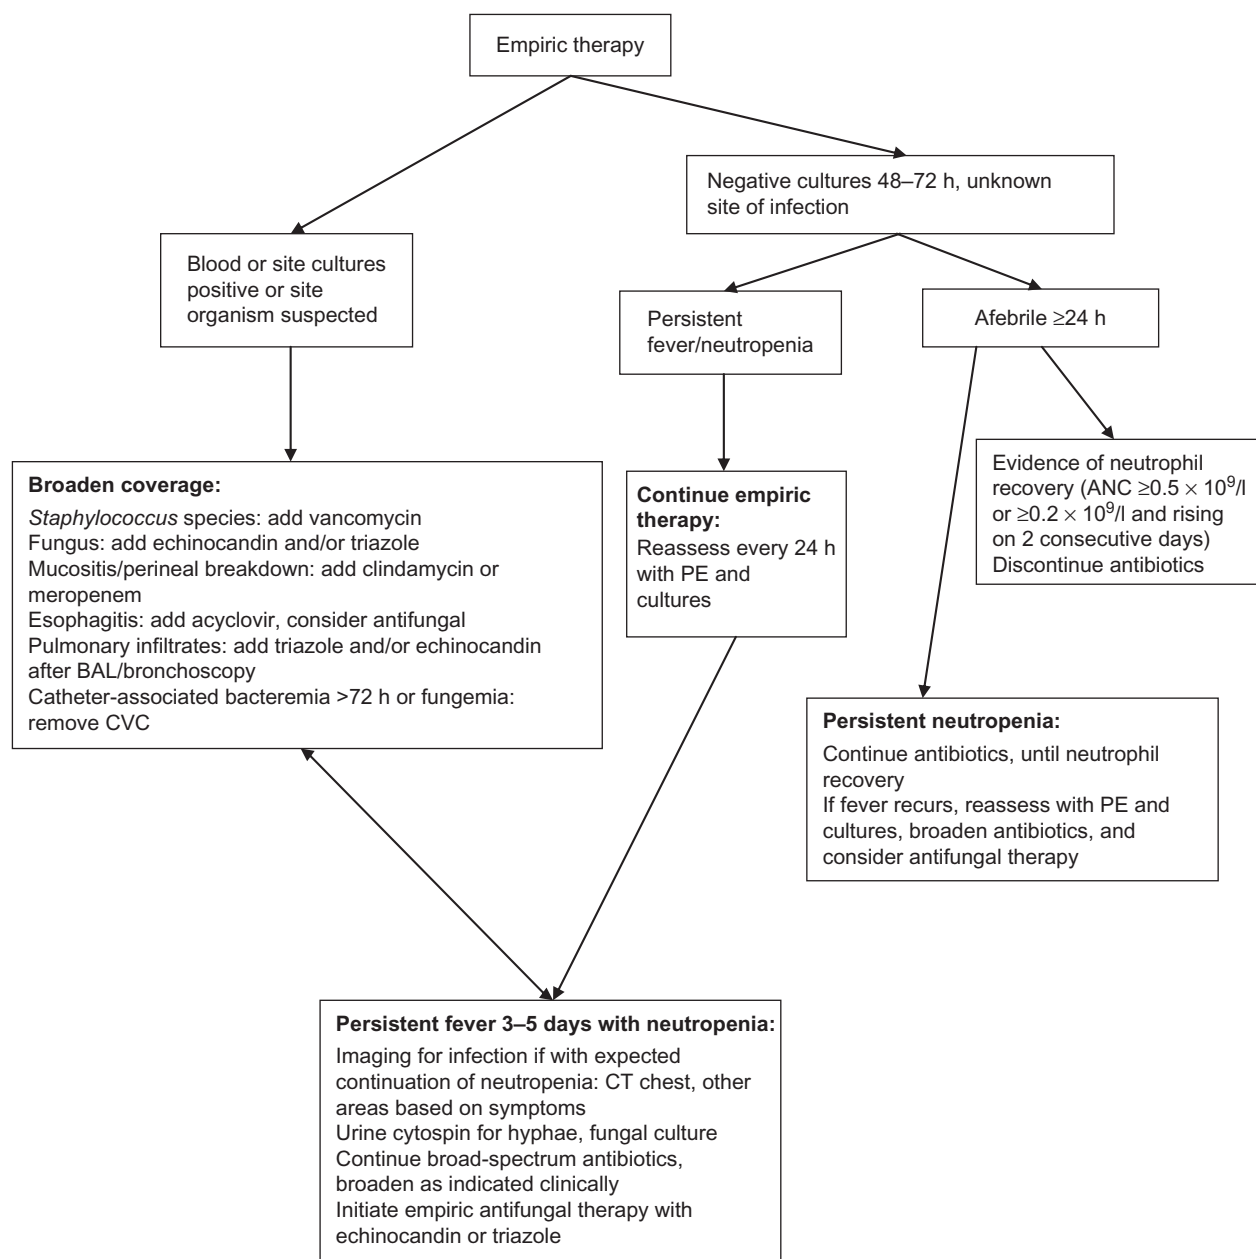 Empiric therapy
Negative cultures 48–72 h, unknown
site of infection
Blood or site cultures
positive or site
organism suspected
Persistent
fever/neutropenia
Afebrile ≥24 h
Broaden coverage:
Staphylococcus species: add vancomycin
Fungus: add echinocandin and/or triazole
Mucositis/perineal breakdown: add clindamycin or
meropenem
Esophagitis: add acyclovir, consider antifungal
Pulmonary infiltrates: add triazole and/or echinocandin
after BAL/bronchoscopy
Catheter-associated bacteremia >72 h or fungemia:
remove CVC
Continue empiric
therapy:
Reassess every 24 h
with PE and
cultures
Evidence of neutrophil
recovery (ANC ≥0.5 × 10⁹/l
or ≥0.2 × 10⁹/l and rising
on 2 consecutive days)
Discontinue antibiotics
Persistent neutropenia:
Continue antibiotics, until neutrophil
recovery
If fever recurs, reassess with PE and
cultures, broaden antibiotics, and
consider antifungal therapy
Persistent fever 3–5 days with neutropenia:
Imaging for infection if with expected
continuation of neutropenia: CT chest, other
areas based on symptoms
Urine cytospin for hyphae, fungal culture
Continue broad-spectrum antibiotics,
broaden as indicated clinically
Initiate empiric antifungal therapy with
echinocandin or triazole